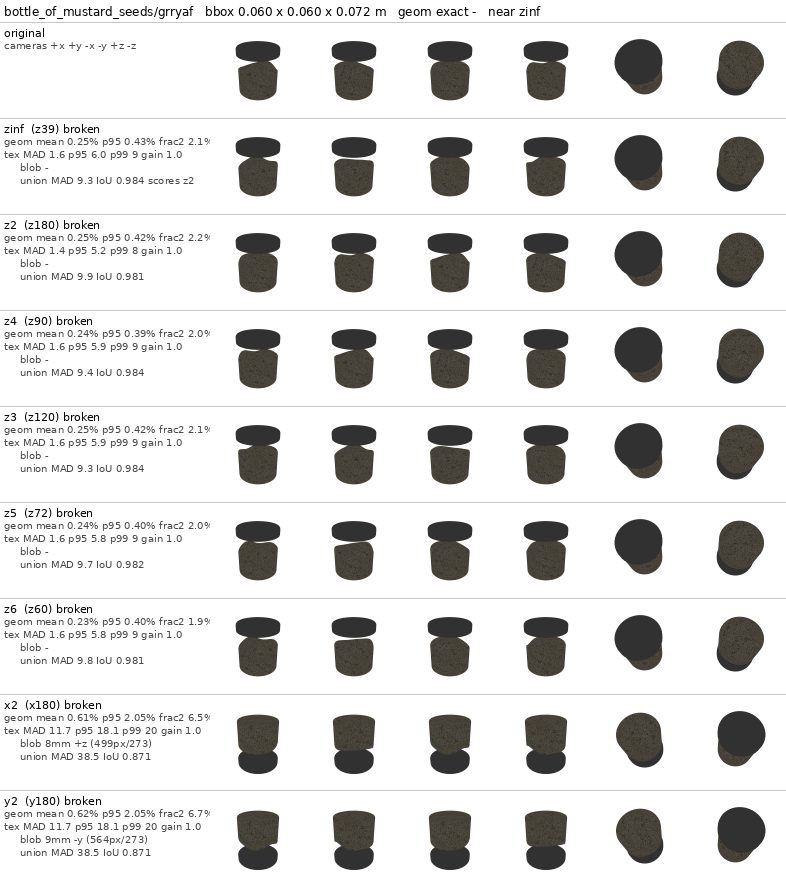 bottle_of_mustard_seeds/grryaf   bbox 0.060 x 0.060 x 0.072 m   geom exact -   near zinf
original
cameras +x +y -x -y +z -z
zinf  (z39) broken
geom mean 0.25% p95 0.43% frac2 2.1%
tex MAD 1.6 p95 6.0 p99 9 gain 1.0
blob -
union MAD 9.3 IoU 0.984 scores z2
z2  (z180) broken
geom mean 0.25% p95 0.42% frac2 2.2%
tex MAD 1.4 p95 5.2 p99 8 gain 1.0
blob -
union MAD 9.9 IoU 0.981
z4  (z90) broken
geom mean 0.24% p95 0.39% frac2 2.0%
tex MAD 1.6 p95 5.9 p99 9 gain 1.0
blob -
union MAD 9.4 IoU 0.984
z3  (z120) broken
geom mean 0.25% p95 0.42% frac2 2.1%
tex MAD 1.6 p95 5.9 p99 9 gain 1.0
blob -
union MAD 9.3 IoU 0.984
z5  (z72) broken
geom mean 0.24% p95 0.40% frac2 2.0%
tex MAD 1.6 p95 5.8 p99 9 gain 1.0
blob -
union MAD 9.7 IoU 0.982
z6  (z60) broken
geom mean 0.23% p95 0.40% frac2 1.9%
tex MAD 1.6 p95 5.8 p99 9 gain 1.0
blob -
union MAD 9.8 IoU 0.981
x2  (x180) broken
geom mean 0.61% p95 2.05% frac2 6.5%
tex MAD 11.7 p95 18.1 p99 20 gain 1.0
blob 8mm +z (499px/273)
union MAD 38.5 IoU 0.871
y2  (y180) broken
geom mean 0.62% p95 2.05% frac2 6.7%
tex MAD 11.7 p95 18.1 p99 20 gain 1.0
blob 9mm -y (564px/273)
union MAD 38.5 IoU 0.871